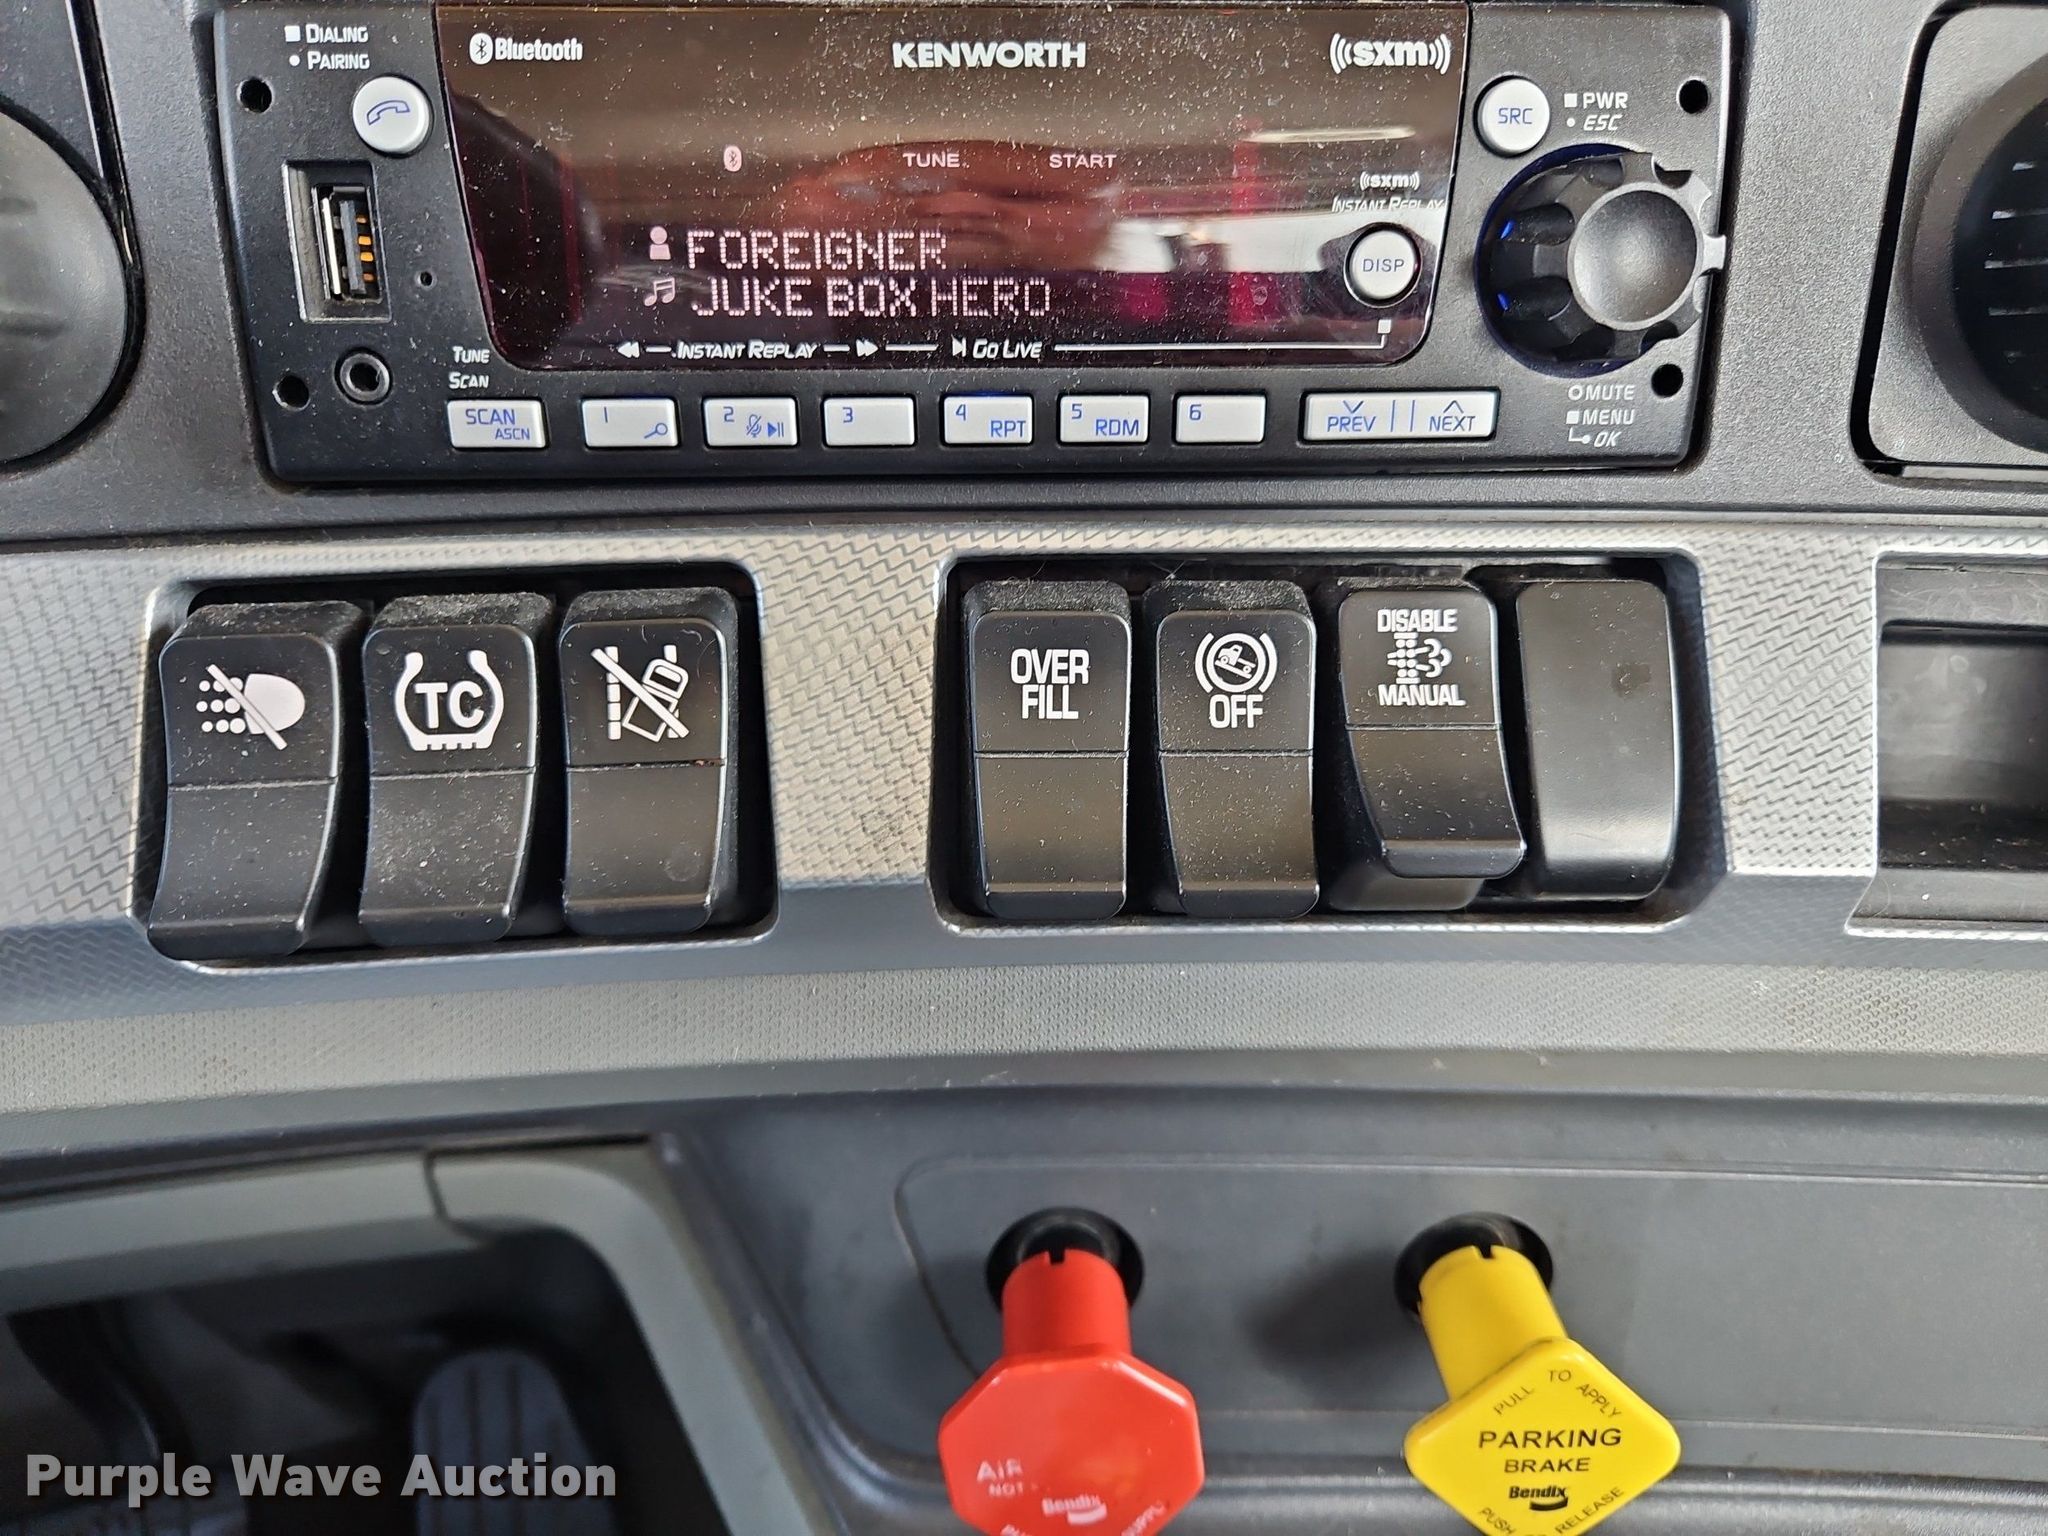 DIALING
PAIRING
Bluetooth
KENWORTH
((sxm))
SRC
PWR
ESC
TUNE START
((sxm))
INSTANT REPLAY
DISP
FOREIGNER
JUKE BOX HERO
INSTANT REPLAY GO LIVE
TUNE
SCAN
SCAN
ASCN
1
2
3
4 RPT
5 RDM
6
PREV NEXT
MUTE
MENU
OK
TC
OVER
FILL
OFF
DISABLE
MANUAL
PULL TO APPLY
PARKING
BRAKE
Bendix
PUSH TO RELEASE
AIR
NOT
Bendix
SUPPLY
Purple Wave Auction